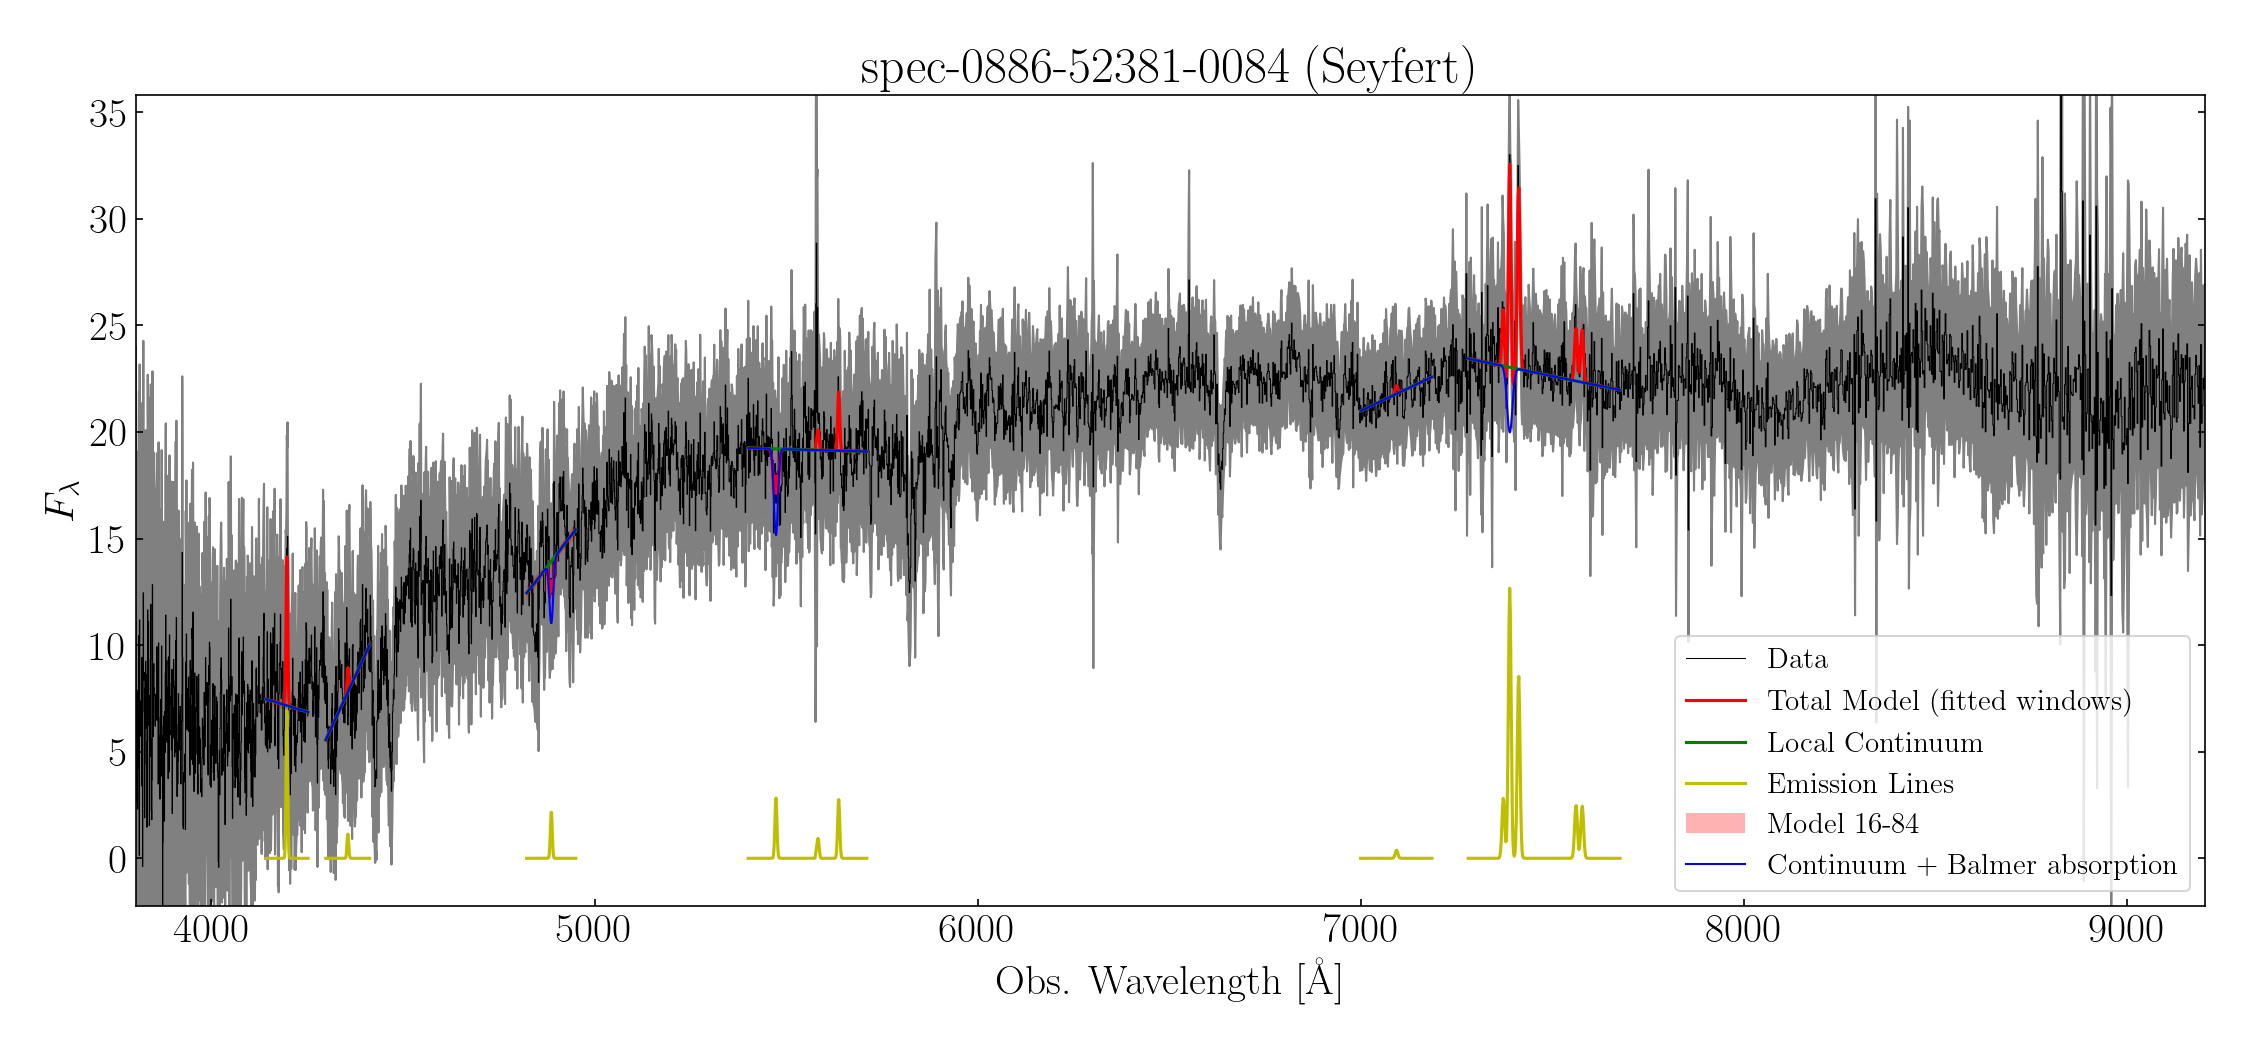 spec-0886-52381-0084 (Seyfert)
35
30
25
20
15
10
5
0
F_λ
4000 5000 6000 7000 8000 9000
Obs. Wavelength [Å]
Data
Total Model (fitted windows)
Local Continuum
Emission Lines
Model 16-84
Continuum + Balmer absorption